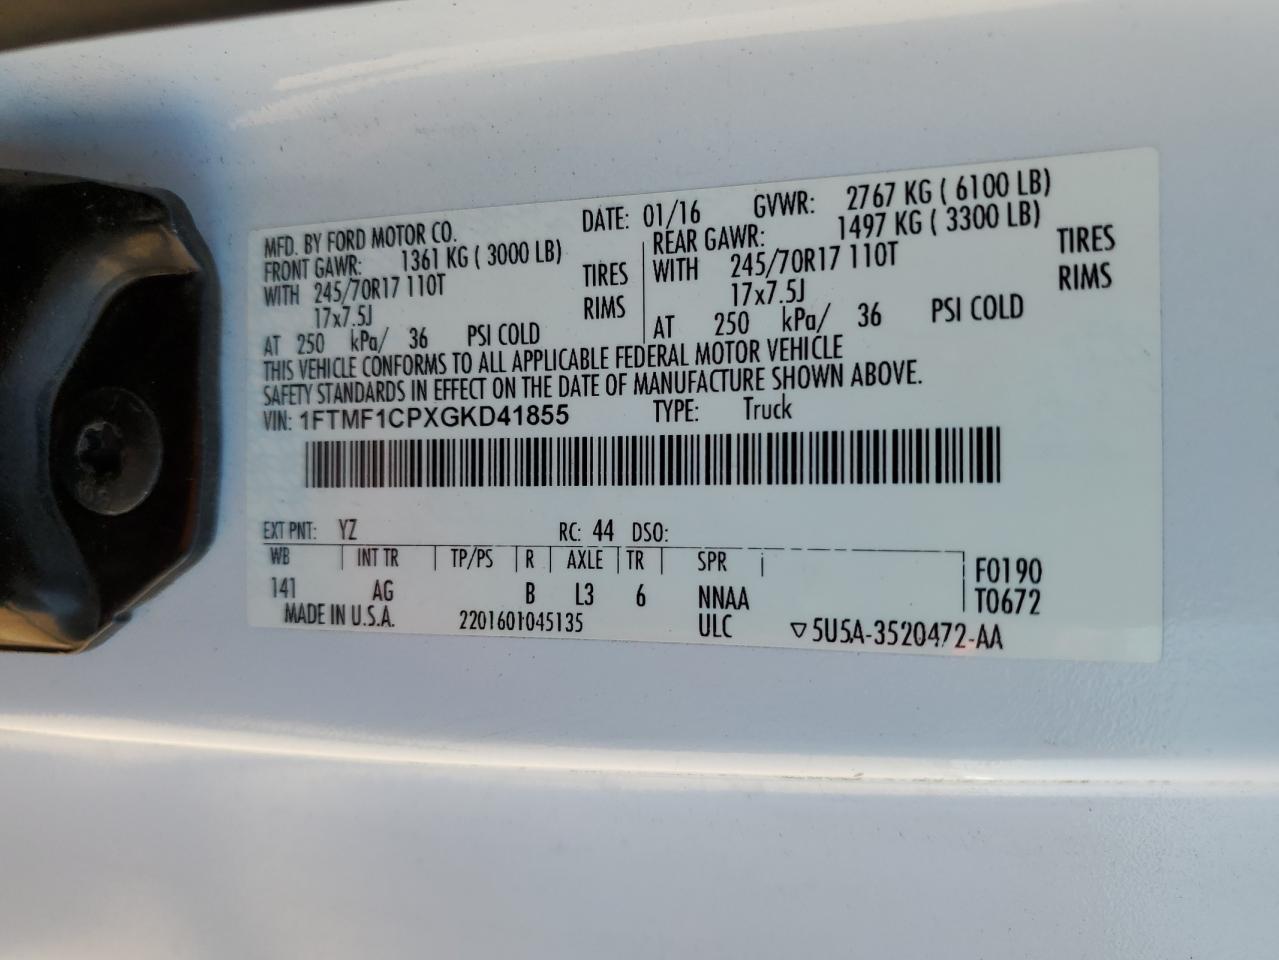 MFD. BY FORD MOTOR CO. DATE: 01/16 GVWR: 2767 KG ( 6100 LB)
FRONT GAWR: 1361 KG ( 3000 LB) REAR GAWR: 1497 KG ( 3300 LB)
WITH 245/70R17 110T TIRES WITH 245/70R17 110T TIRES
17x7.5J RIMS 17x7.5J RIMS
AT 250 kPa/ 36 PSI COLD AT 250 kPa/ 36 PSI COLD
THIS VEHICLE CONFORMS TO ALL APPLICABLE FEDERAL MOTOR VEHICLE
SAFETY STANDARDS IN EFFECT ON THE DATE OF MANUFACTURE SHOWN ABOVE.
VIN: 1FTMF1CPXGKD41855 TYPE: Truck
EXT PNT: YZ RC: 44 DSO:
WB INT TR TP/PS R AXLE TR SPR F0190
141 AG B L3 6 NNAA T0672
MADE IN U.S.A. 2201601045135 ULC ▽5U5A-3520472-AA